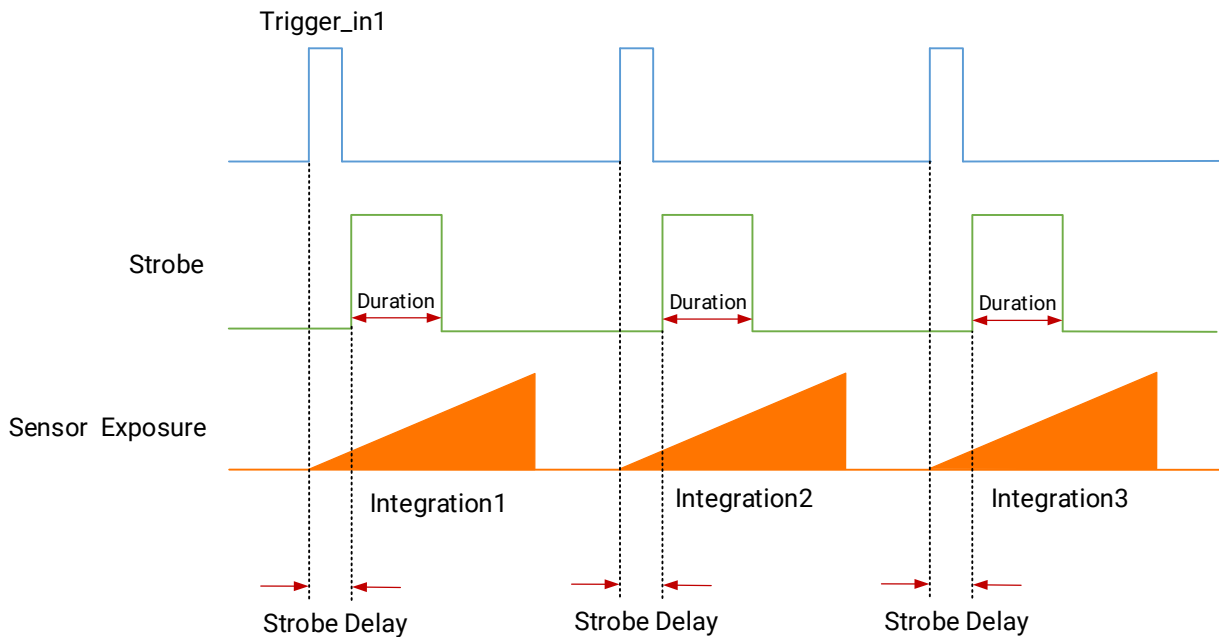 Trigger_in1
Strobe
Duration
Duration
Duration
Sensor Exposure
Integration1
Integration2
Integration3
Strobe Delay
Strobe Delay
Strobe Delay